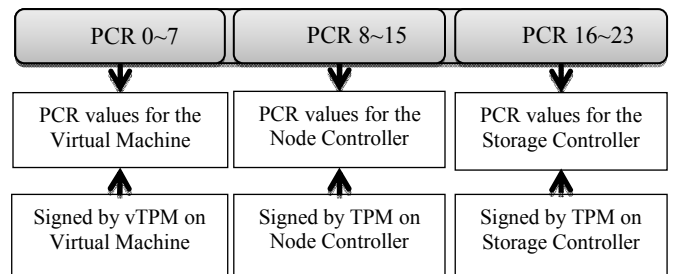 PCR 0~7
PCR 8~15
PCR 16~23
PCR values for the
Virtual Machine
PCR values for the
Node Controller
PCR values for the
Storage Controller
Signed by vTPM on
Virtual Machine
Signed by TPM on
Node Controller
Signed by TPM on
Storage Controller